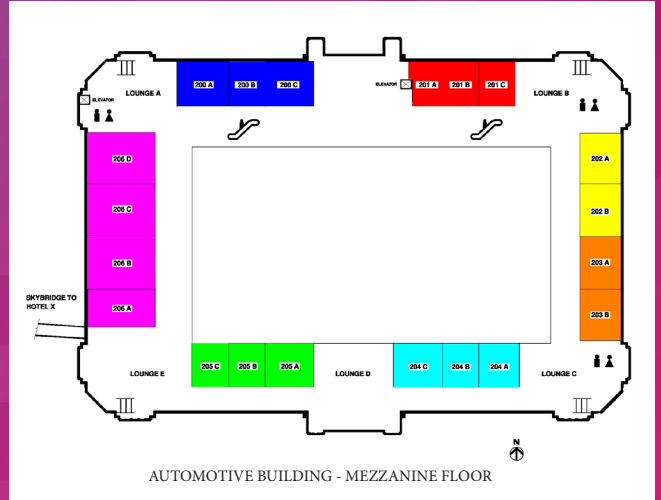 200 A
200 B
200 C
201 A
201 B
201 C
ELEVATOR
LOUNGE A
LOUNGE B
ELEVATOR
206 D
202 A
206 C
202 B
206 B
203 A
SKYBRIDGE TO
HOTEL X
206 A
203 B
205 C
205 B
205 A
204 C
204 B
204 A
LOUNGE E
LOUNGE D
LOUNGE C
N
AUTOMOTIVE BUILDING - MEZZANINE FLOOR